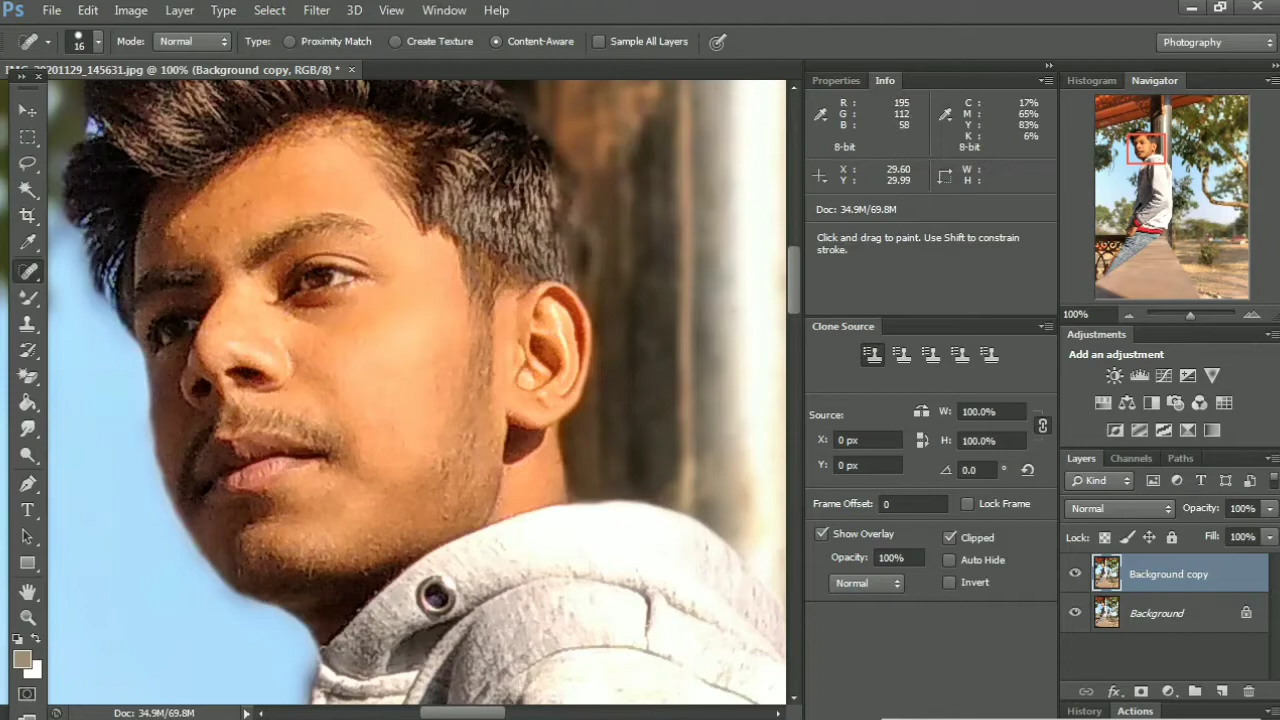 Ps File Edit Image Layer Type Select Filter 3D View Window Help
16 Mode: Normal Type: Proximity Match Create Texture Content-Aware Sample All Layers Photography
IMG_20201129_145631.jpg @ 100% (Background copy, RGB/8) * ×
Properties Info
R: 195
G: 112
B: 58
8-bit
C: 17%
M: 65%
Y: 83%
K: 6%
8-bit
X: 29.60
Y: 29.99
W:
H:
Doc: 34.9M/69.8M
Click and drag to paint. Use Shift to constrain
stroke.
Clone Source
Source: W: 100.0%
X: 0 px H: 100.0%
Y: 0 px 0.0 °
Frame Offset: 0 Lock Frame
Show Overlay Clipped
Opacity: 100% Auto Hide
Normal Invert
Histogram Navigator
100%
Adjustments
Add an adjustment
Layers Channels Paths
Kind
Normal Opacity: 100%
Lock: Fill: 100%
Background copy
Background
fx
History Actions
T
Doc: 34.9M/69.8M